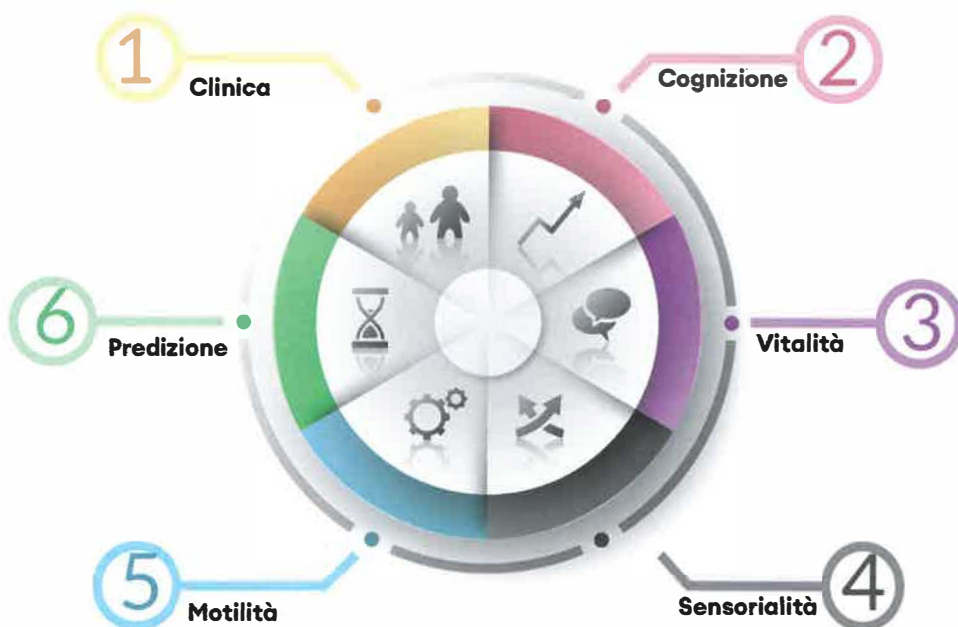 1
Clinica
2
Cognizione
3
Vitalità
4
Sensorialità
5
Motilità
6
Predizione